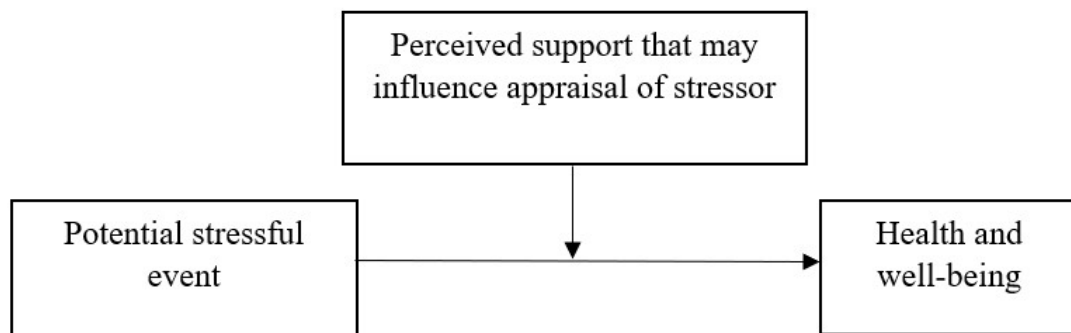 Perceived support that may
influence appraisal of stressor
Potential stressful
event
Health and
well-being